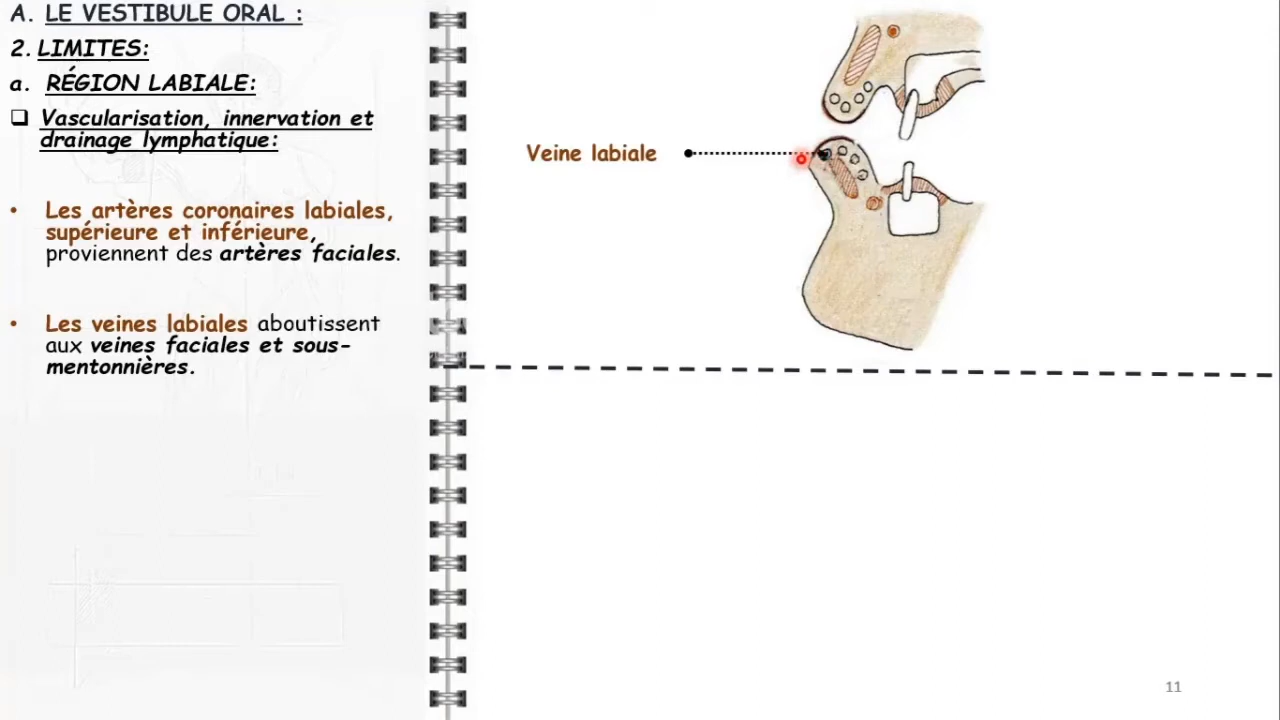 A. LE VESTIBULE ORAL :
2. LIMITES:
a. RÉGION LABIALE:
❑ Vascularisation, innervation et
drainage lymphatique:
• Les artères coronaires labiales,
supérieure et inférieure,
proviennent des artères faciales.
• Les veines labiales aboutissent
aux veines faciales et sous-
mentonnières.
Veine labiale
11